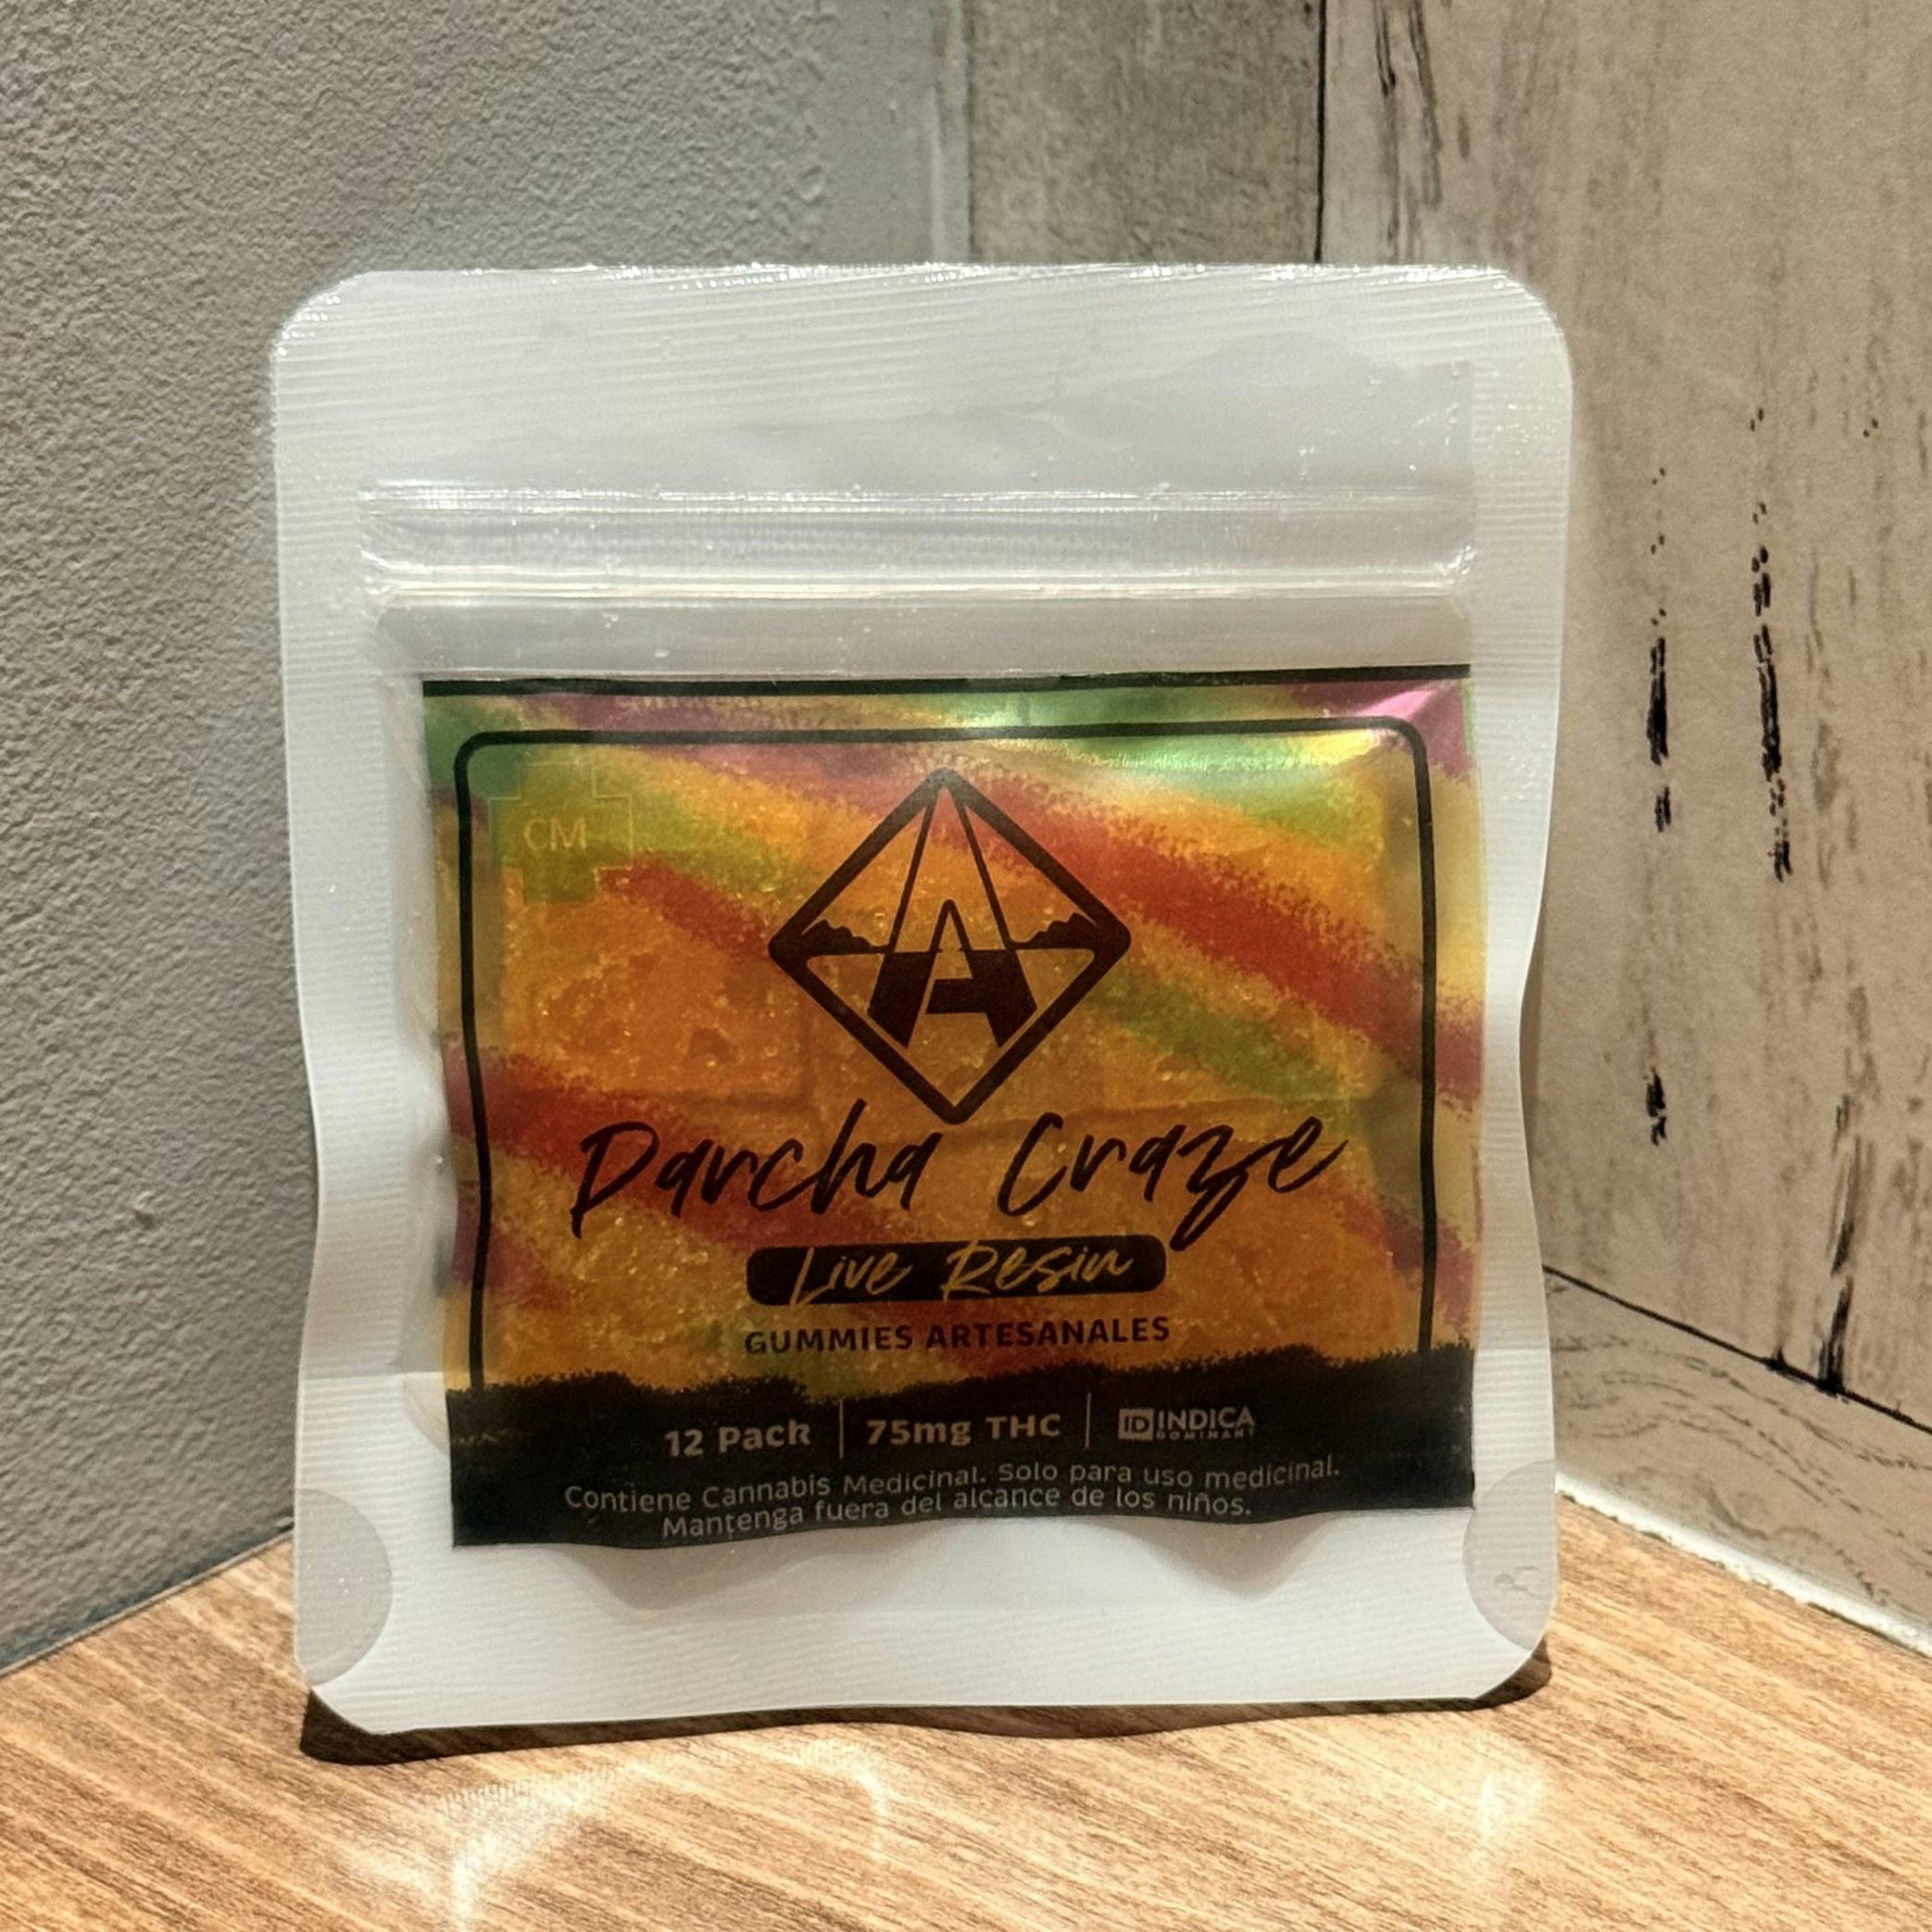 CM
A
Parcha Craze
Live Resin
GUMMIES ARTESANALES
12 Pack | 75mg THC | ID INDICA DOMINANT
Contiene Cannabis Medicinal. Solo para uso medicinal.
Mantenga fuera del alcance de los niños.